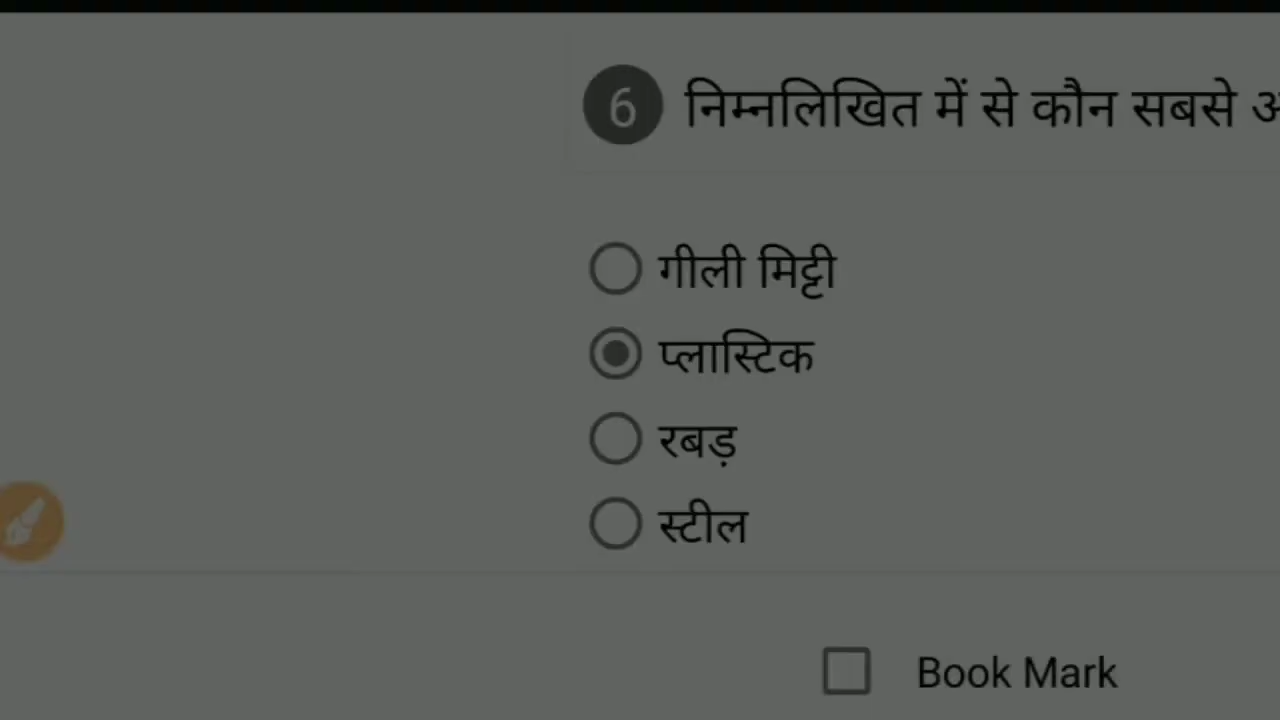 6 निम्नलिखित में से कौन सबसे
गीली मिट्टी
प्लास्टिक
रबड़
स्टील
Book Mark